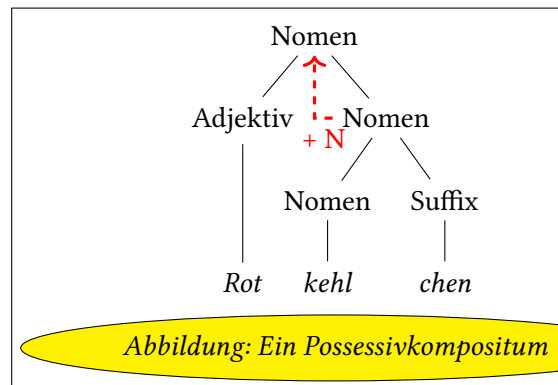 Nomen
Adjektiv Nomen
+ N
Nomen Suffix
Rot kehl chen
Abbildung: Ein Possessivkompositum